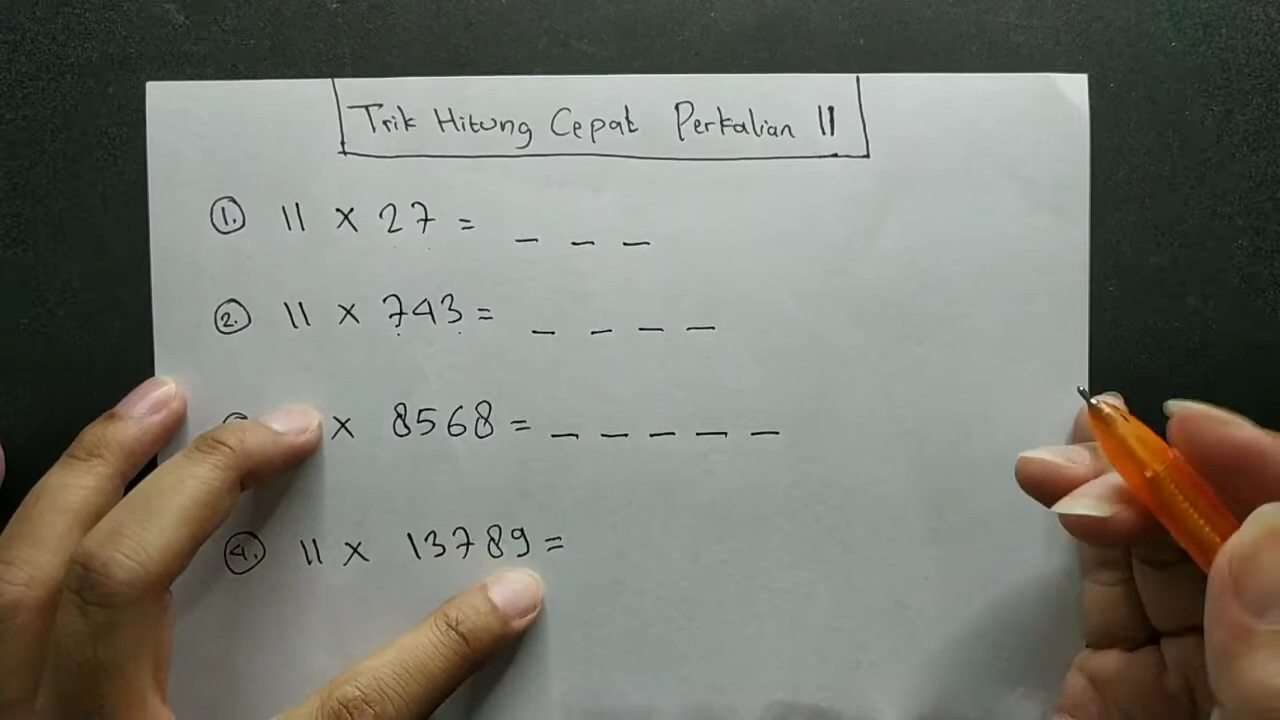 Trik Hitung Cepat Perkalian 11
1. 11 x 27 = _ _ _
2. 11 x 743 = _ _ _ _
x 8568 = _ _ _ _ _
4. 11 x 13789 =